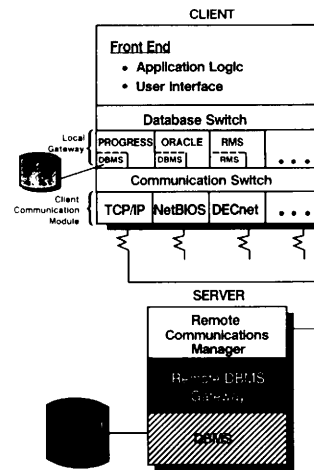 CLIENT
Front End
• Application Logic
• User Interface
Database Switch
Local Gateway
PROGRESS ORACLE RMS
DBMS DBMS RMS
• • •
Communication Switch
Client Communication Module
TCP/IP NetBIOS DECnet • • •
SERVER
Remote
Communications
Manager
Remote DBMS
Gateway
DBMS